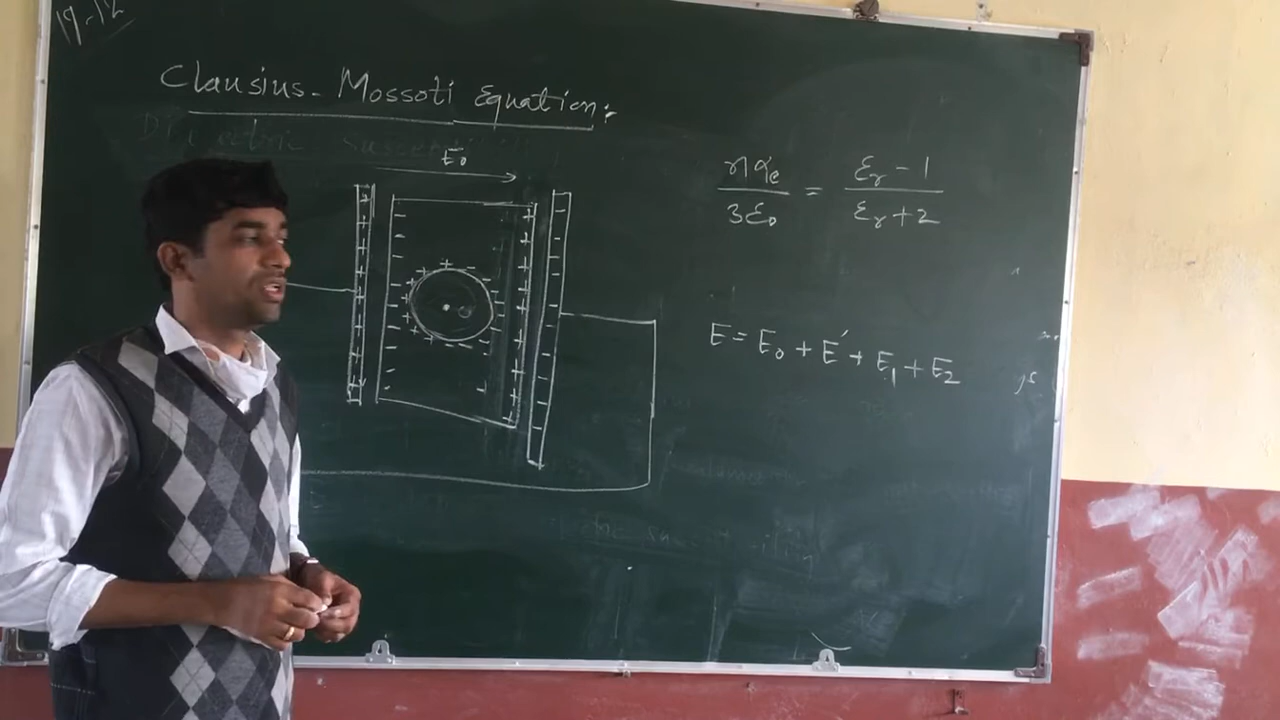 19-12
Clausius - Mossoti Equation:
E₀
nαe/3ε₀ = εr - 1/εr + 2
E = E₀ + E′ + E₁ + E₂